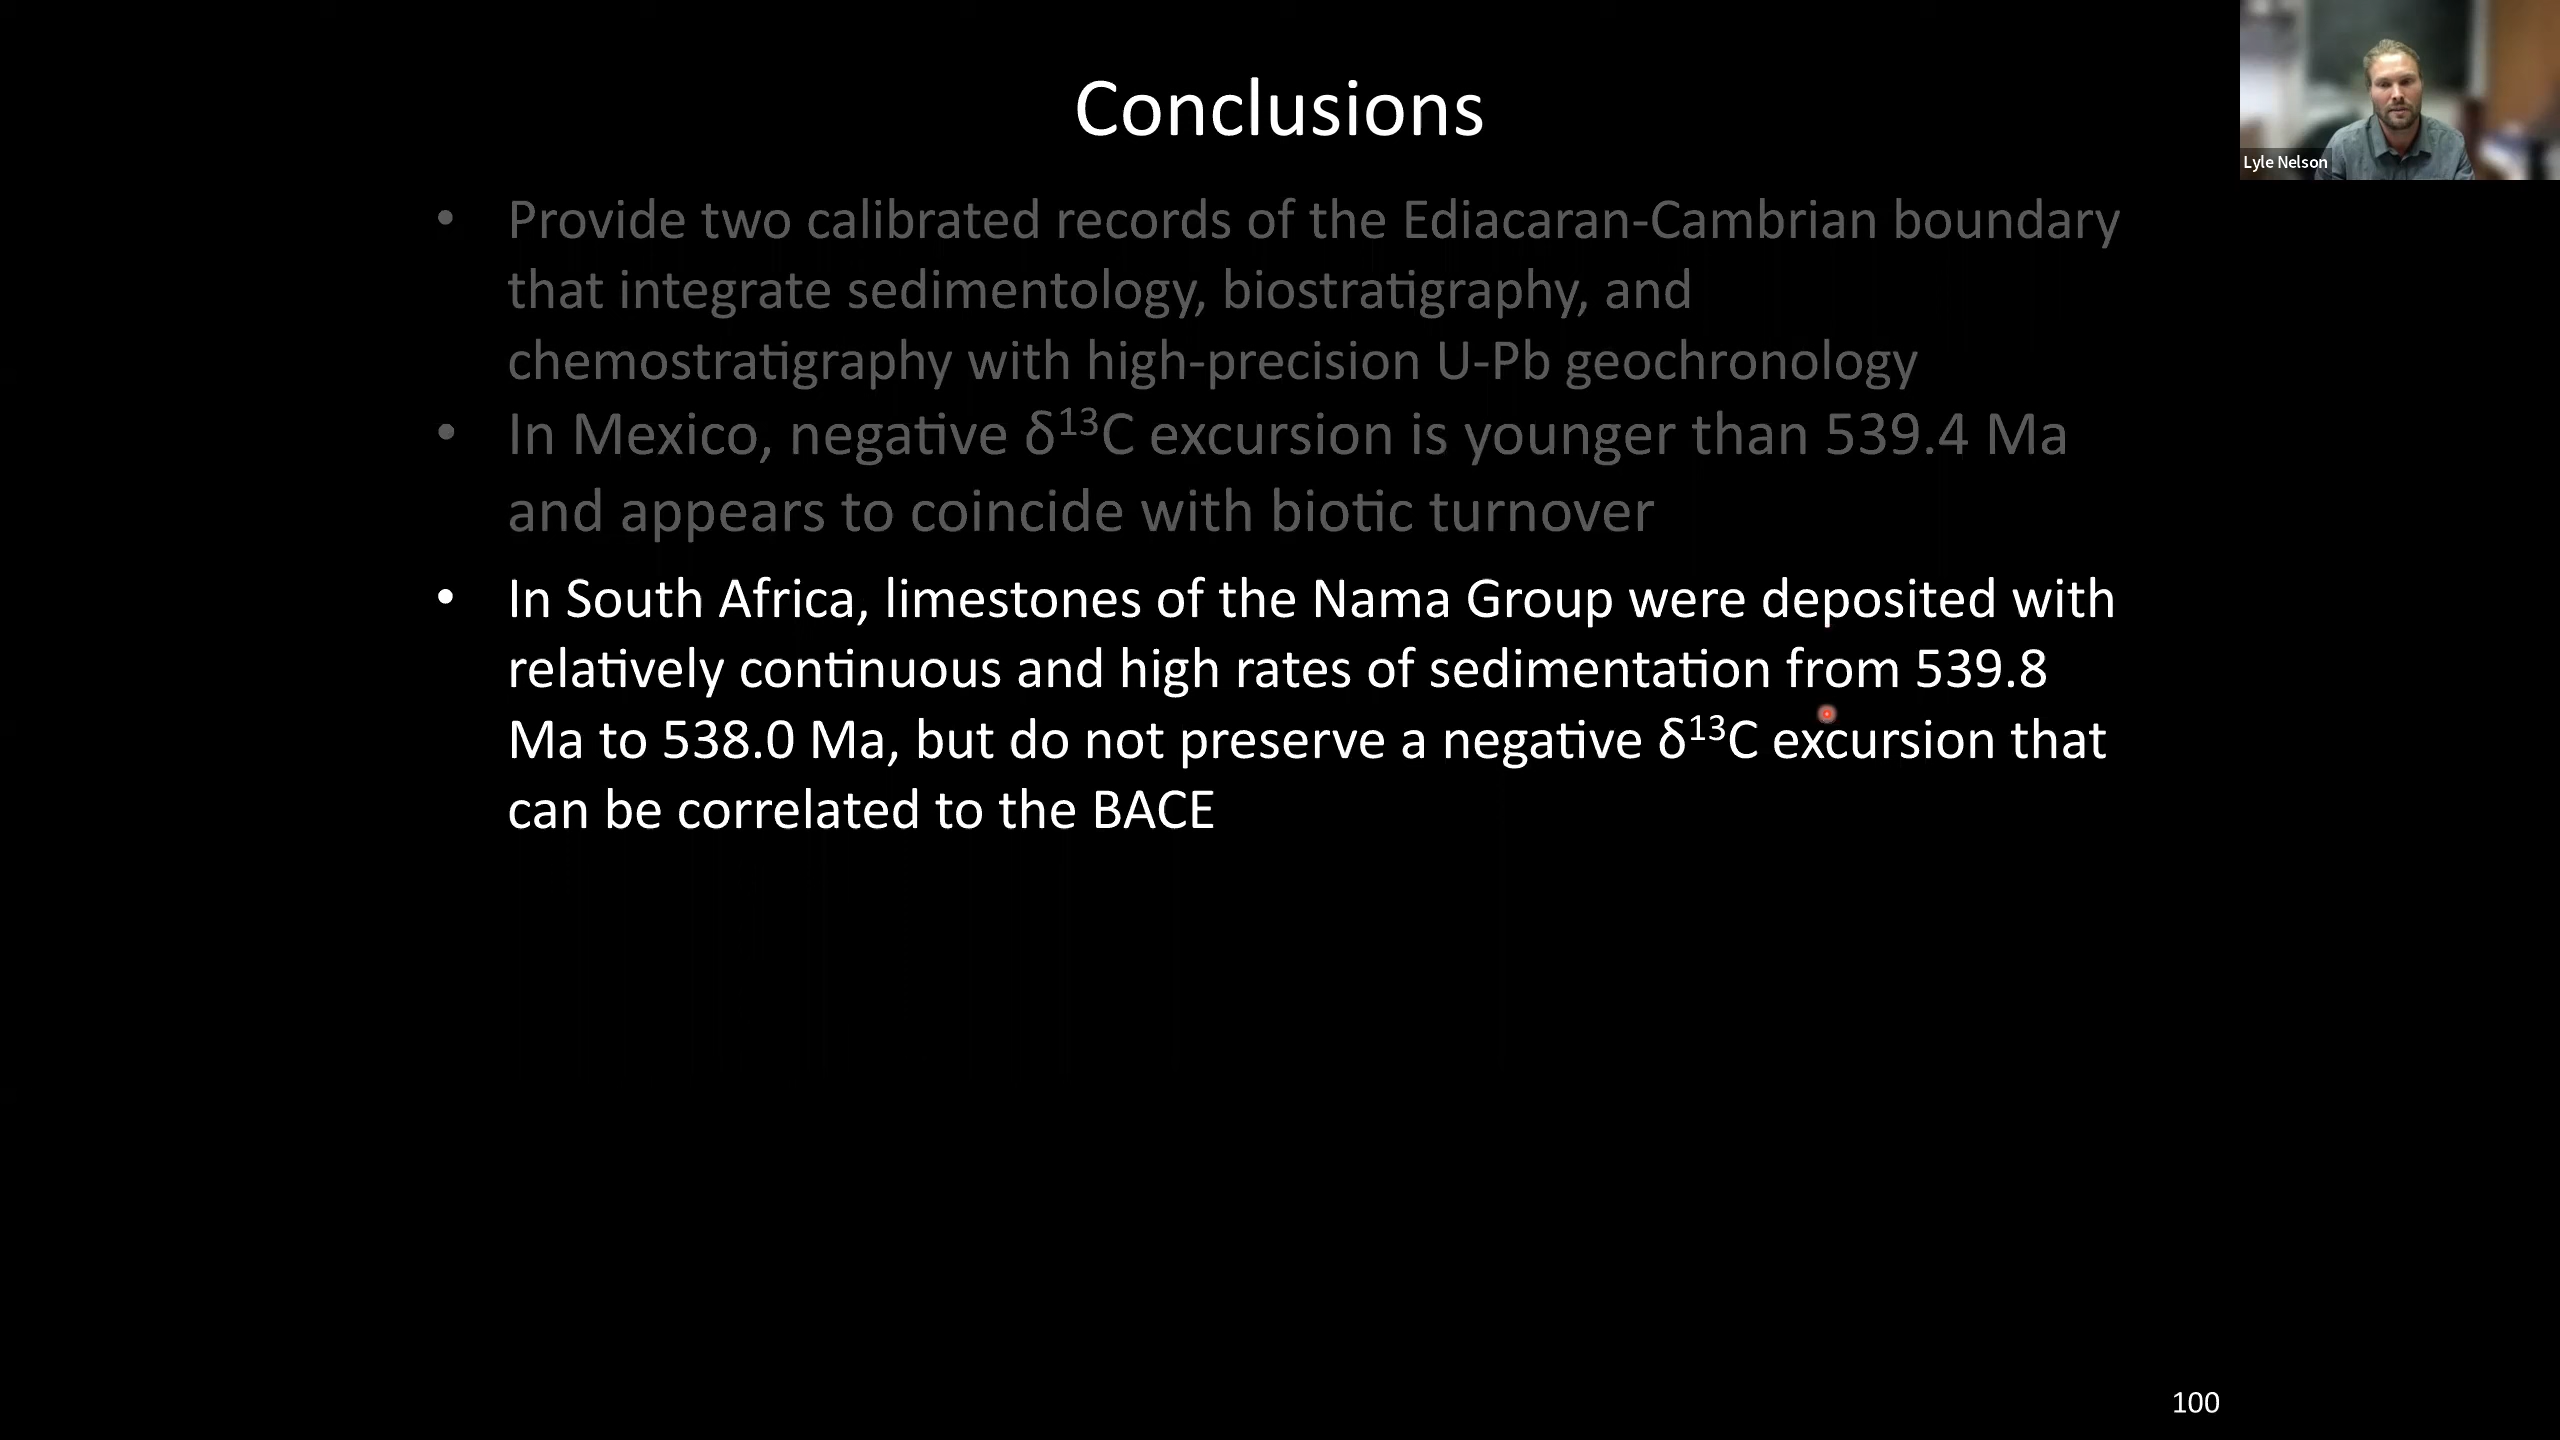 Conclusions
Lyle Nelson
• Provide two calibrated records of the Ediacaran-Cambrian boundary
that integrate sedimentology, biostratigraphy, and
chemostratigraphy with high-precision U-Pb geochronology
• In Mexico, negative δ¹³C excursion is younger than 539.4 Ma
and appears to coincide with biotic turnover
• In South Africa, limestones of the Nama Group were deposited with
relatively continuous and high rates of sedimentation from 539.8
Ma to 538.0 Ma, but do not preserve a negative δ¹³C excursion that
can be correlated to the BACE
100